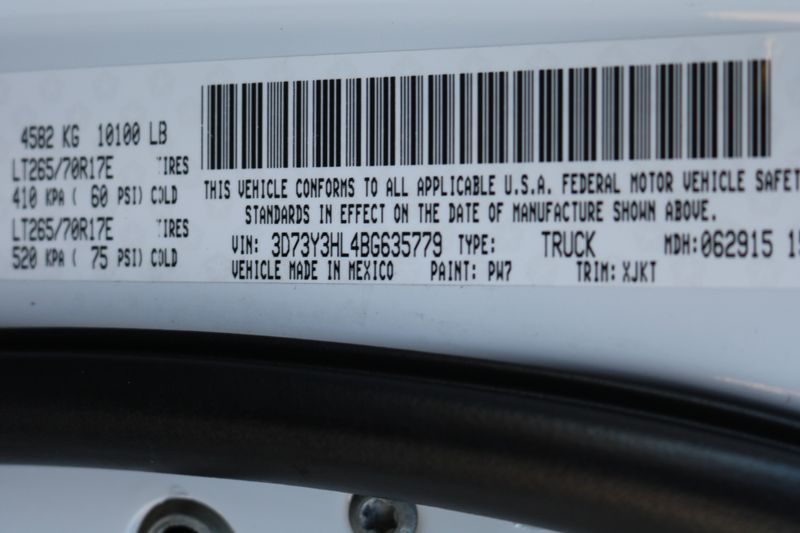 4582 KG 10100 LB
LT265/70R17E TIRES
410 KPA ( 60 PSI) COLD
LT265/70R17E TIRES
520 KPA ( 75 PSI) COLD
THIS VEHICLE CONFORMS TO ALL APPLICABLE U.S.A. FEDERAL MOTOR VEHICLE SAFET
STANDARDS IN EFFECT ON THE DATE OF MANUFACTURE SHOWN ABOVE.
VIN: 3D73Y3HL4BG635779 TYPE: TRUCK MDH:062915 15
VEHICLE MADE IN MEXICO PAINT: PW7 TRIM: XJKT